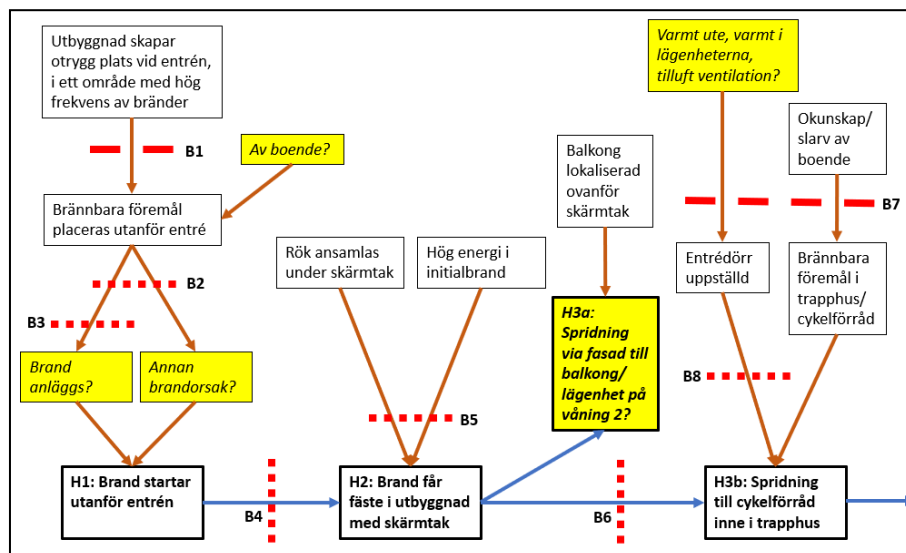 Utbyggnad skapar
otrygg plats vid entrén,
i ett område med hög
frekvens av bränder
B1
Av boende?
Brännbara föremål
placeras utanför entré
B2
B3
Brand
anläggs?
Annan
brandorsak?
H1: Brand startar
utanför entrén
B4
Rök ansamlas
under skärmtak
Hög energi i
initialbrand
B5
H2: Brand får
fäste i utbyggnad
med skärmtak
Balkong
lokaliserad
ovanför
skärmtak
H3a:
Spridning
via fasad till
balkong/
lägenhet på
våning 2?
B6
Varmt ute, varmt i
lägenheterna,
tilluft ventilation?
Okunskap/
slarv av
boende
B7
Entrédörr
uppställd
Brännbara
föremål i
trapphus/
cykelförråd
B8
H3b: Spridning
till cykelförråd
inne i trapphus